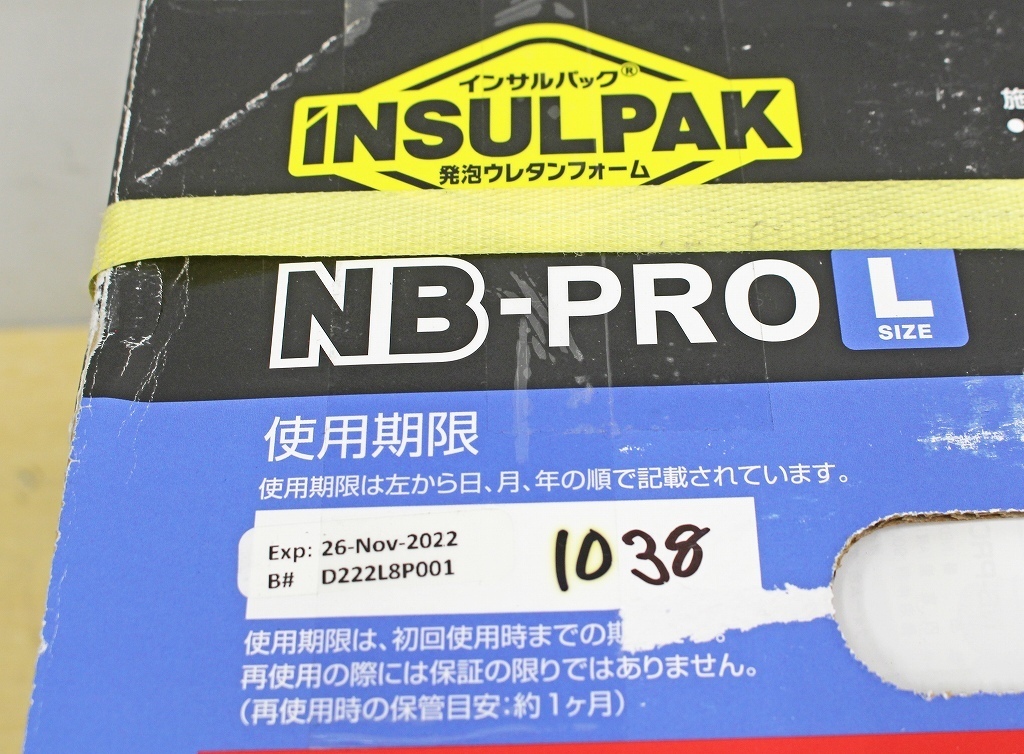 インサルパック®
INSULPAK
発泡ウレタンフォーム
施
NB-PRO L
SIZE
使用期限
使用期限は左から日、月、年の順で記載されています。
Exp: 26-Nov-2022
B# D222L8P001
10 38
使用期限は、初回使用時までの期
再使用の際には保証の限りではありません。
(再使用時の保管目安:約1ヶ月)